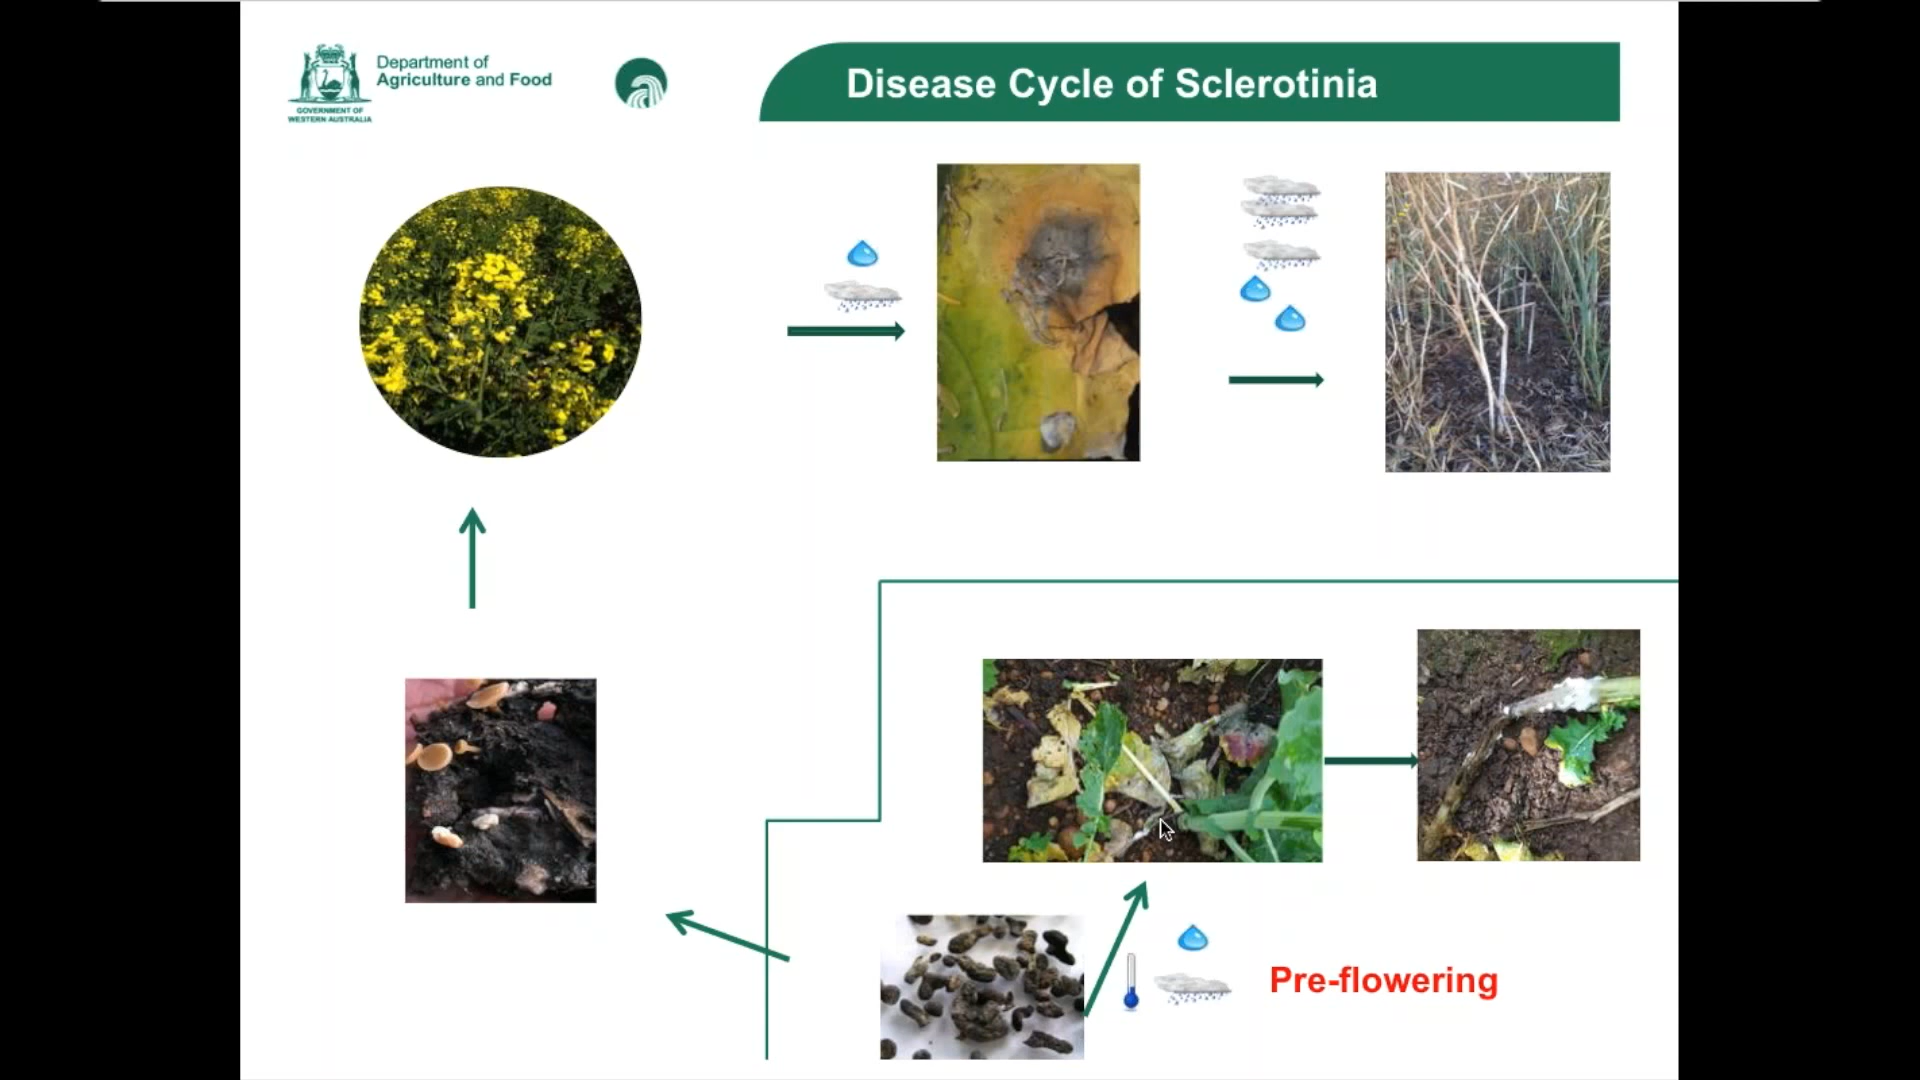 Department of
Agriculture and Food
GOVERNMENT OF
WESTERN AUSTRALIA
Disease Cycle of Sclerotinia
Pre-flowering